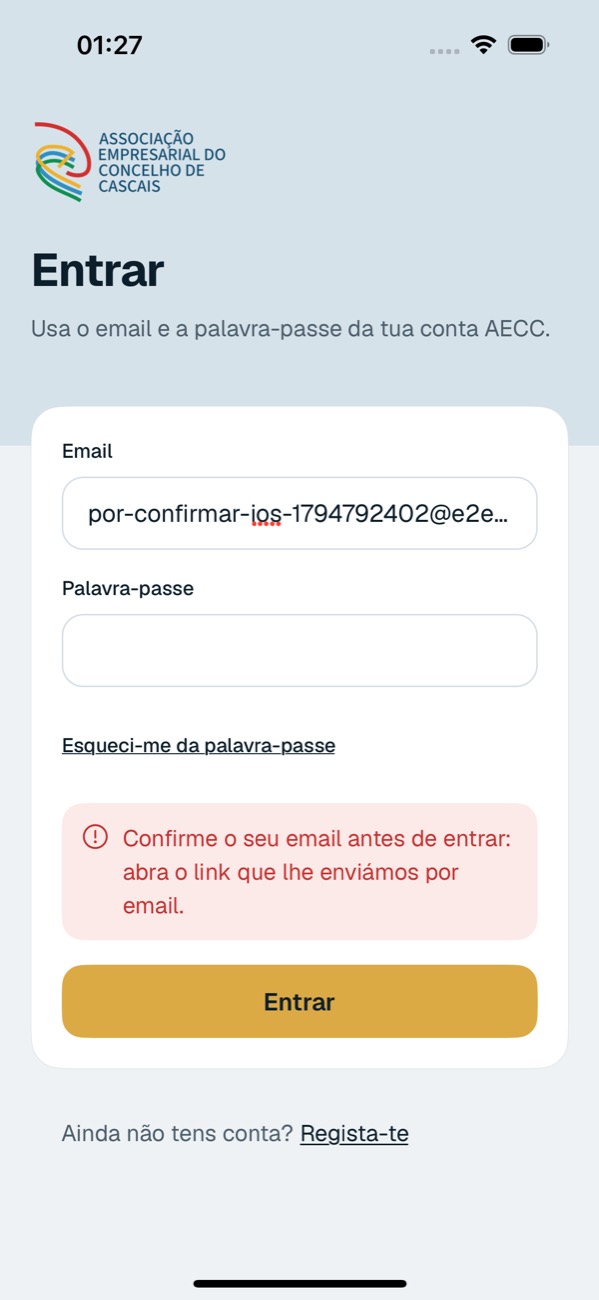 01:27
ASSOCIAÇÃO
EMPRESARIAL DO
CONCELHO DE
CASCAIS
Entrar
Usa o email e a palavra-passe da tua conta AECC.
Email
por-confirmar-ios-1794792402@e2e...
Palavra-passe
Esqueci-me da palavra-passe
Confirme o seu email antes de entrar:
abra o link que lhe enviámos por
email.
Entrar
Ainda não tens conta? Regista-te